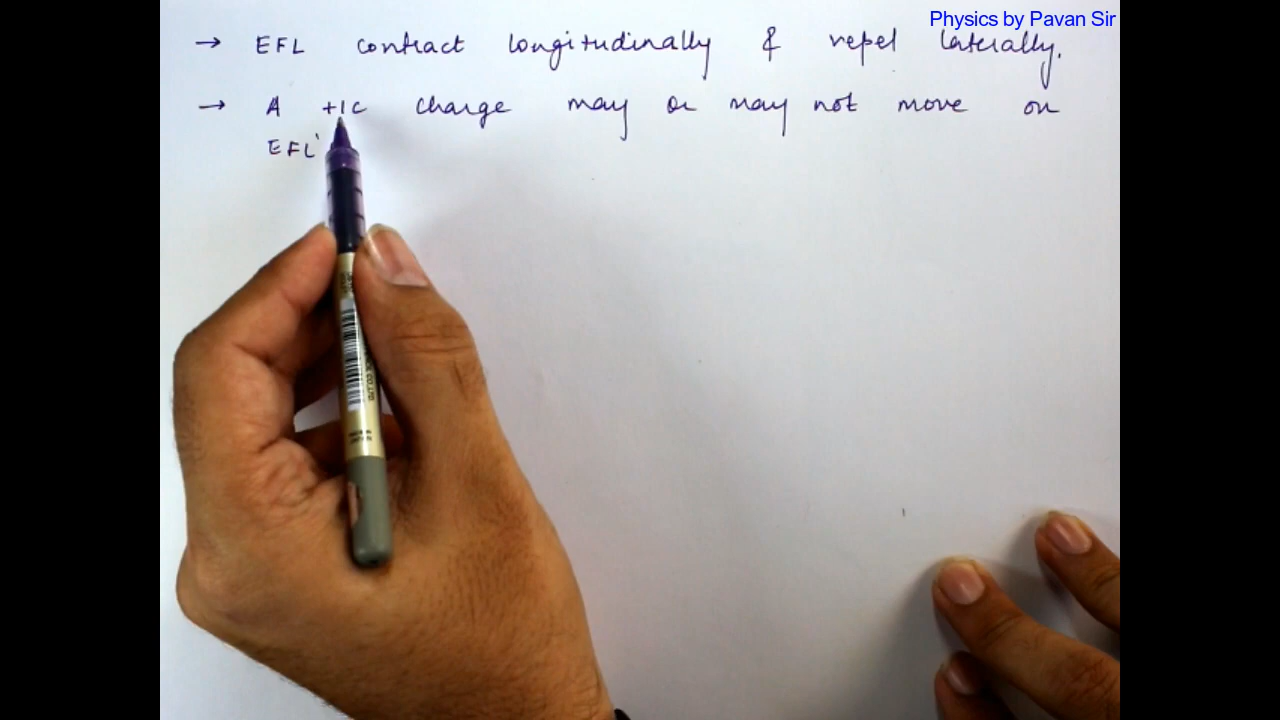 Physics by Pavan Sir
→ EFL contract longitudinally & repel laterally.
→ A +1C charge may or may not move on
EFL'